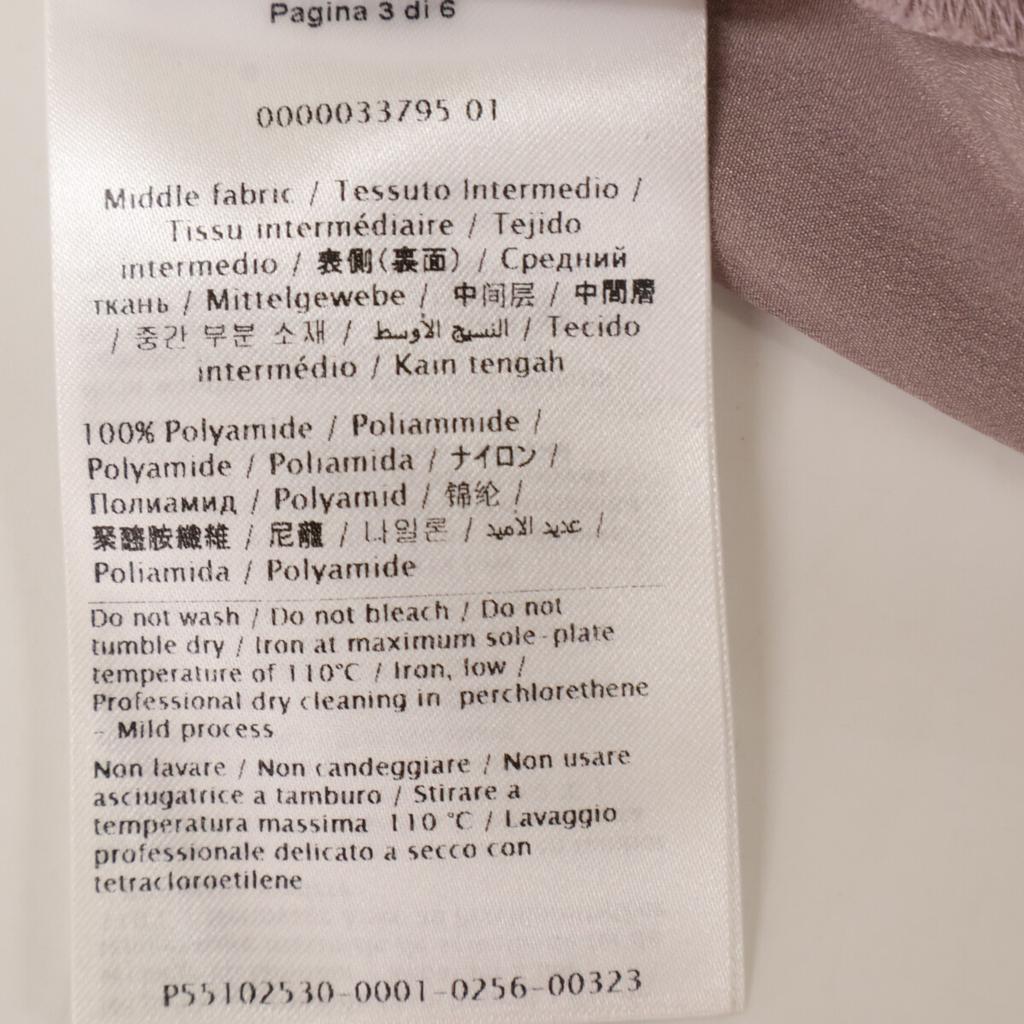 Pagina 3 di 6
0000033795 01
Middle fabric / Tessuto Intermedio /
Tissu intermédiaire / Tejido
intermedio / 表側(裏面) / Средний
ткань / Mittelgewebe / 中间层 / 中間層
/ 중간 부분 소재 / النسيج الأوسط / Tecido
intermédio / Kain tengah
100% Polyamide / Poliammide /
Polyamide / Poliamida / ナイロン /
Полиамид / Polyamid / 锦纶 /
聚醯胺纖維 / 尼龍 / 나일론 / عديد الأميد /
Poliamida / Polyamide
Do not wash / Do not bleach / Do not
tumble dry / Iron at maximum sole-plate
temperature of 110°C / Iron, low /
Professional dry cleaning in perchlorethene
- Mild process
Non lavare / Non candeggiare / Non usare
asciugatrice a tamburo / Stirare a
temperatura massima 110 °C / Lavaggio
professionale delicato a secco con
tetracloroetilene
P55102530-0001-0256-00323